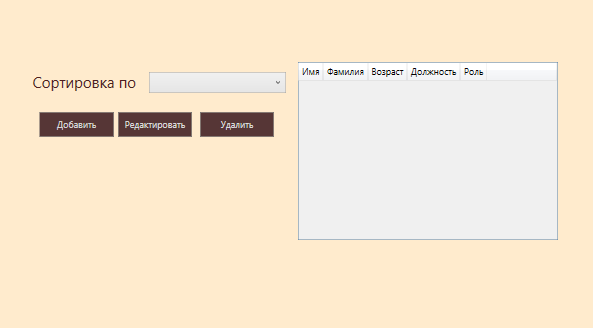 Сортировка по
Добавить Редактировать Удалить
Имя Фамилия Возраст Должность Роль